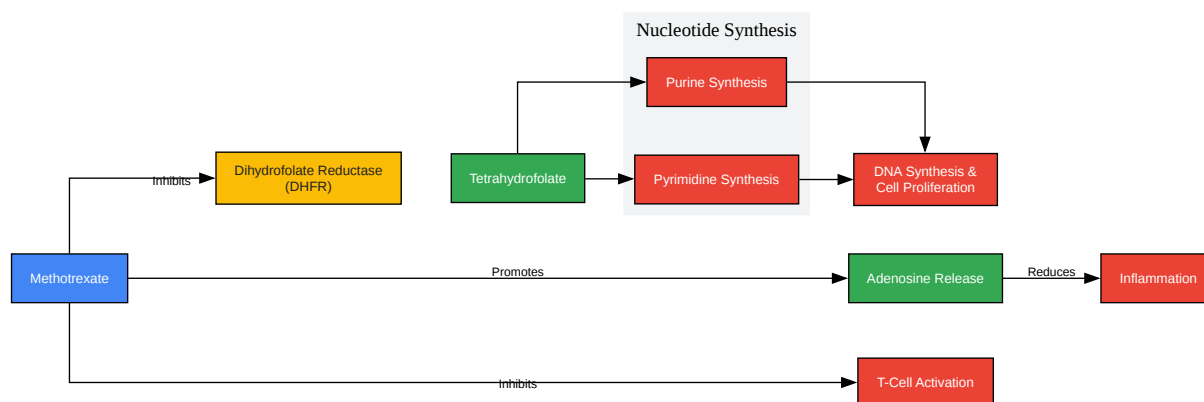 Nucleotide Synthesis
Purine Synthesis
Dihydrofolate Reductase
(DHFR)
Inhibits
Tetrahydrofolate
Pyrimidine Synthesis
DNA Synthesis &
Cell Proliferation
Methotrexate
Promotes
Adenosine Release
Reduces
Inflammation
Inhibits
T-Cell Activation